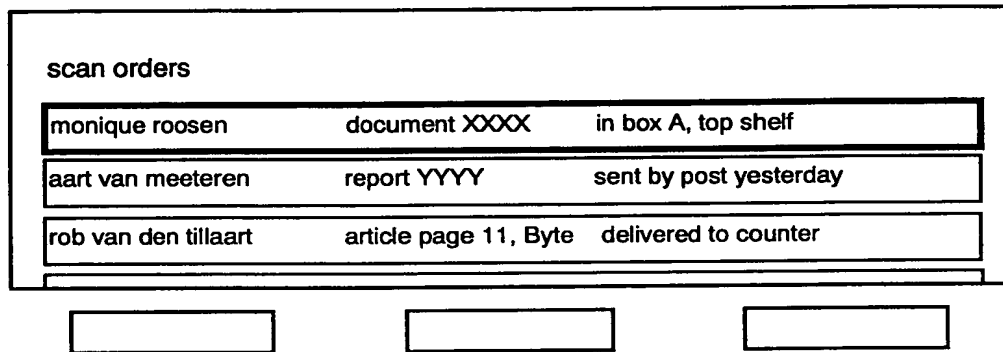 scan orders
monique roosen document XXXX in box A, top shelf
aart van meeteren report YYYY sent by post yesterday
rob van den tillaart article page 11, Byte delivered to counter